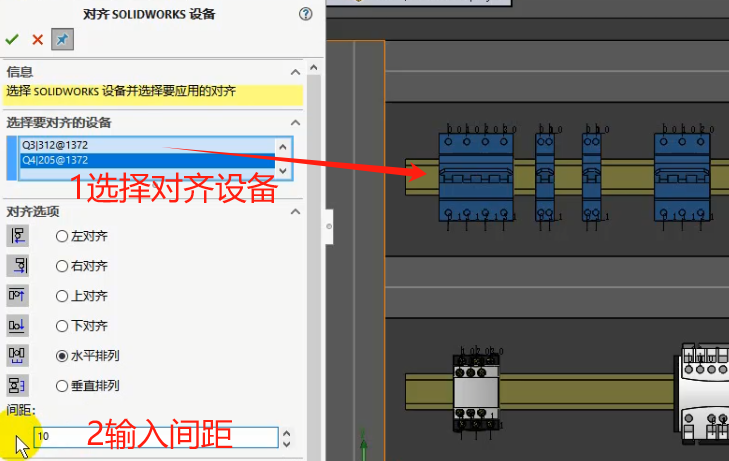 对齐 SOLIDWORKS 设备
信息
选择 SOLIDWORKS 设备并选择要应用的对齐
选择要对齐的设备
Q3|312@1372
Q4|205@1372
1选择对齐设备
对齐选项
左对齐
右对齐
上对齐
下对齐
水平排列
垂直排列
间距:
10
2输入间距